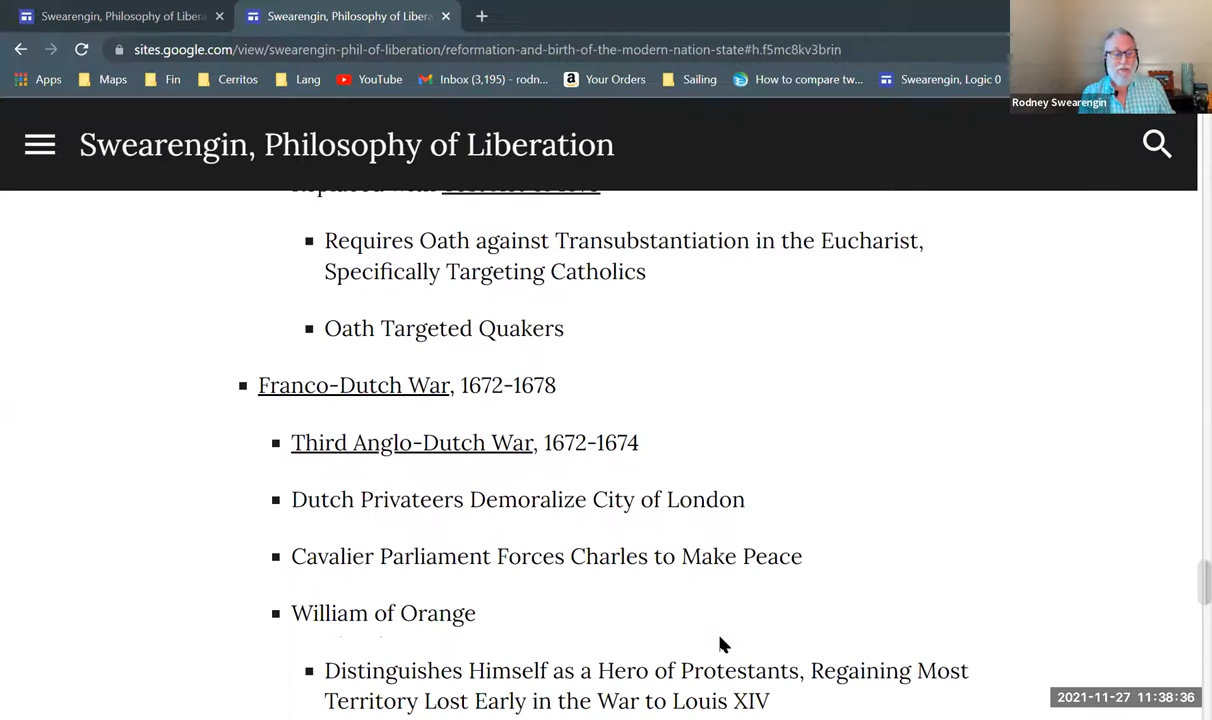 Swearengin, Philosophy of Libera
Swearengin, Philosophy of Libera
sites.google.com/view/swearengin-phil-of-liberation/reformation-and-birth-of-the-modern-nation-state#h.f5mc8kv3brin
Apps Maps Fin Cerritos Lang YouTube Inbox (3,195) - rodn... Your Orders Sailing How to compare tw... Swearengin, Logic 0
Rodney Swearengin
Swearengin, Philosophy of Liberation
Requires Oath against Transubstantiation in the Eucharist,
Specifically Targeting Catholics
Oath Targeted Quakers
Franco-Dutch War, 1672-1678
Third Anglo-Dutch War, 1672-1674
Dutch Privateers Demoralize City of London
Cavalier Parliament Forces Charles to Make Peace
William of Orange
Distinguishes Himself as a Hero of Protestants, Regaining Most
Territory Lost Early in the War to Louis XIV
2021-11-27 11:38:36